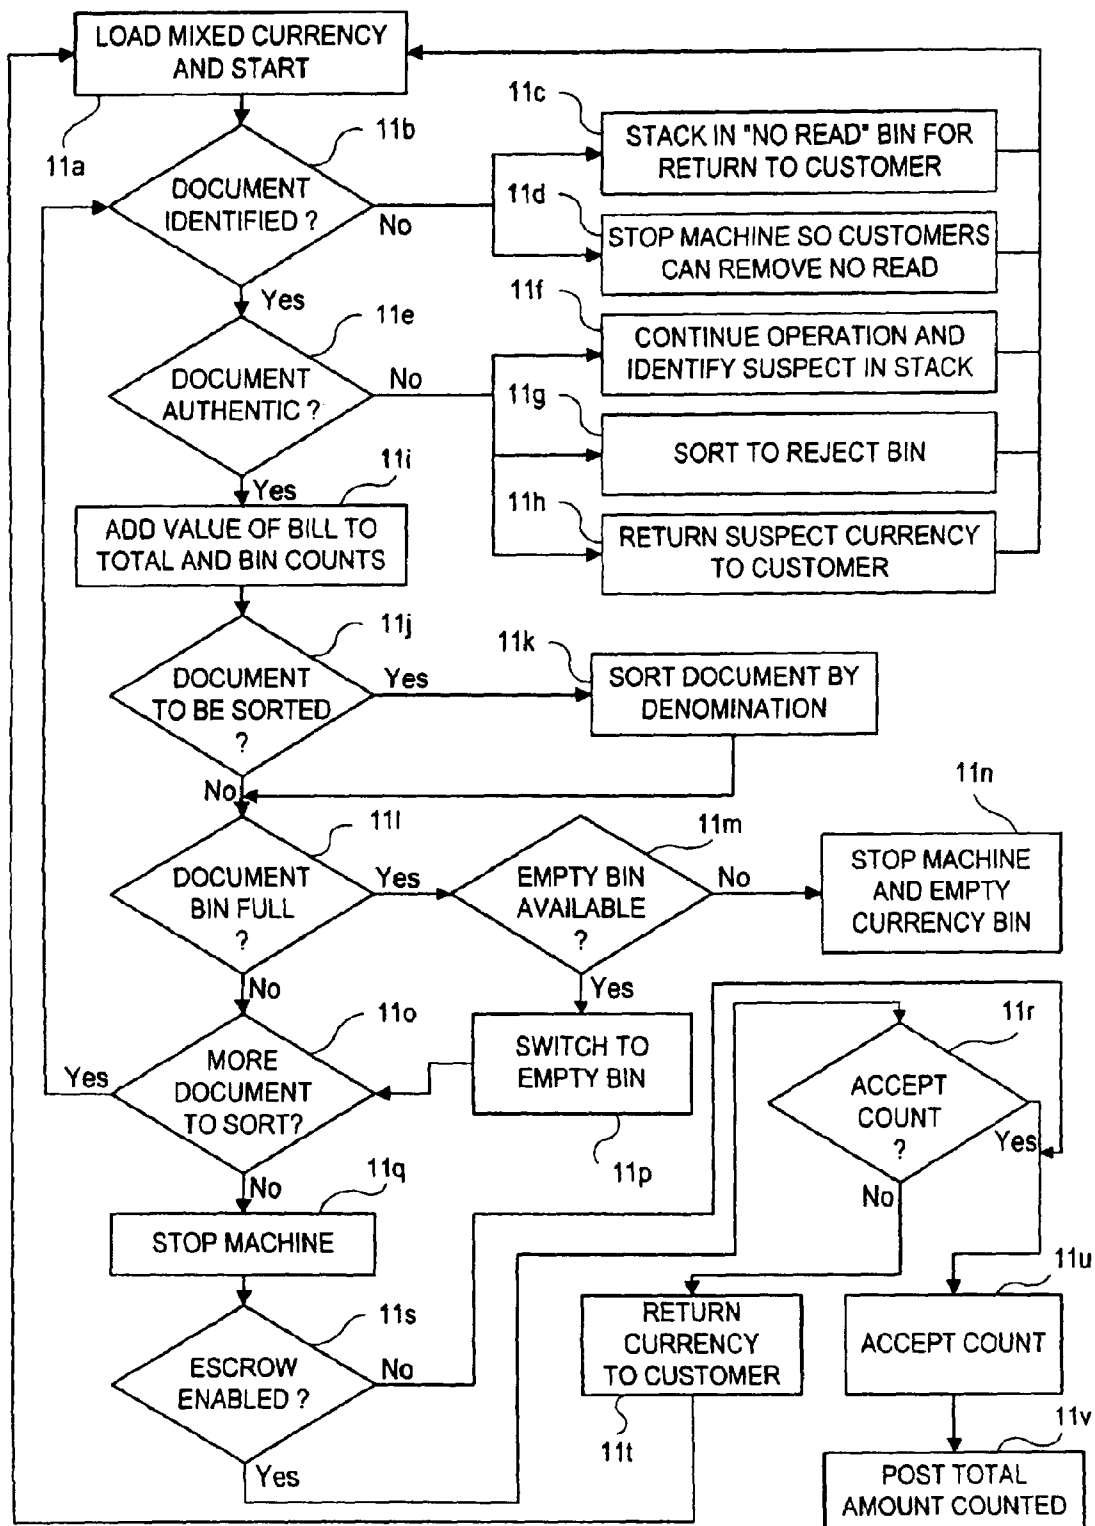 LOAD MIXED CURRENCY
AND START
11a
11b
DOCUMENT
IDENTIFIED ?
No
Yes
11c
STACK IN "NO READ" BIN FOR
RETURN TO CUSTOMER
11d
STOP MACHINE SO CUSTOMERS
CAN REMOVE NO READ
11e
DOCUMENT
AUTHENTIC ?
No
Yes
11f
CONTINUE OPERATION AND
IDENTIFY SUSPECT IN STACK
11g
SORT TO REJECT BIN
11h
RETURN SUSPECT CURRENCY
TO CUSTOMER
11i
ADD VALUE OF BILL TO
TOTAL AND BIN COUNTS
11j
DOCUMENT
TO BE SORTED
?
Yes
No
11k
SORT DOCUMENT BY
DENOMINATION
11l
DOCUMENT
BIN FULL
?
Yes
No
11m
EMPTY BIN
AVAILABLE
?
No
Yes
11n
STOP MACHINE
AND EMPTY
CURRENCY BIN
11o
MORE
DOCUMENT
TO SORT?
Yes
No
SWITCH TO
EMPTY BIN
11p
11r
ACCEPT
COUNT
?
Yes
No
11q
STOP MACHINE
11s
ESCROW
ENABLED ?
No
Yes
RETURN
CURRENCY
TO CUSTOMER
11t
11u
ACCEPT COUNT
11v
POST TOTAL
AMOUNT COUNTED